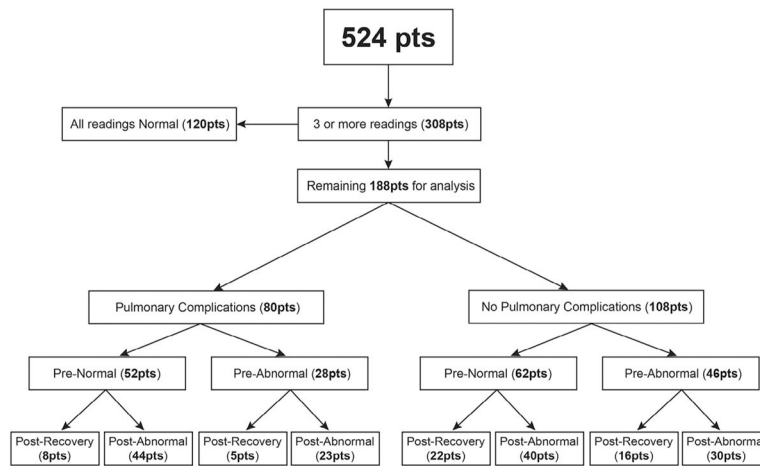 524 pts
All readings Normal (120pts)
3 or more readings (308pts)
Remaining 188pts for analysis
Pulmonary Complications (80pts)
No Pulmonary Complications (108pts)
Pre-Normal (52pts)
Pre-Abnormal (28pts)
Pre-Normal (62pts)
Pre-Abnormal (46pts)
Post-Recovery
(8pts)
Post-Abnormal
(44pts)
Post-Recovery
(5pts)
Post-Abnormal
(23pts)
Post-Recovery
(22pts)
Post-Abnormal
(40pts)
Post-Recovery
(16pts)
Post-Abnormal
(30pts)